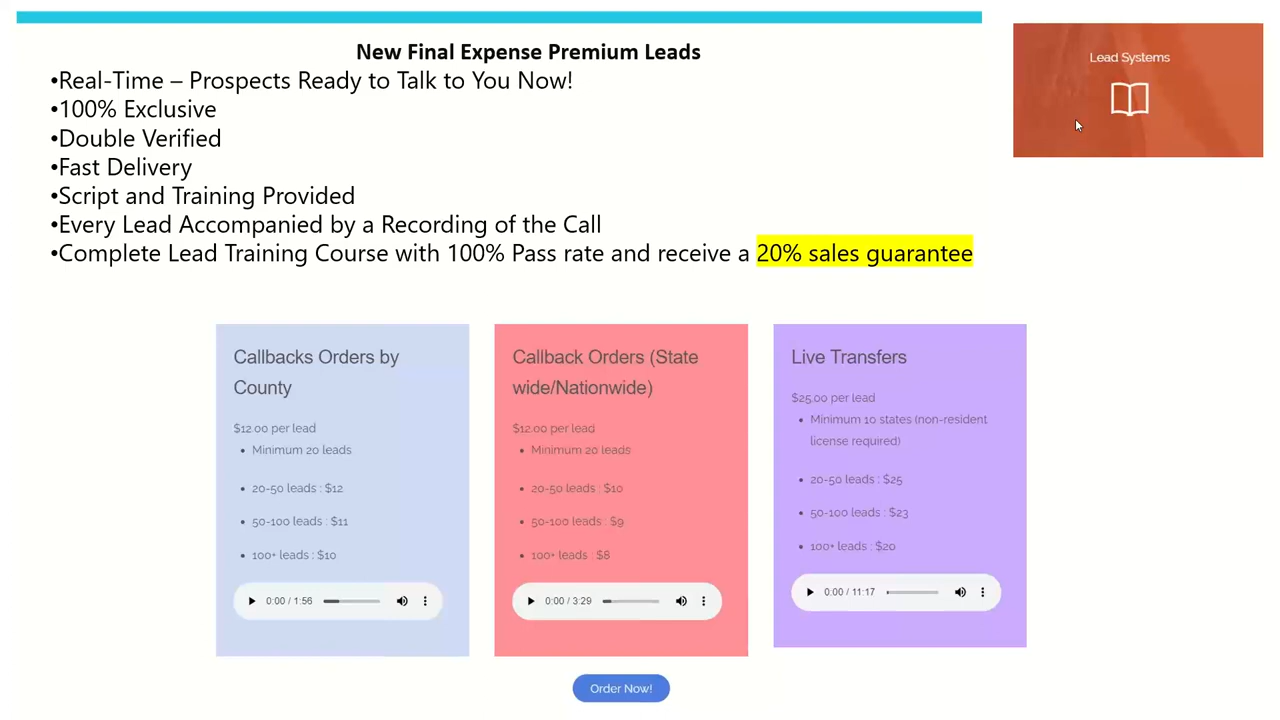 New Final Expense Premium Leads
•Real-Time – Prospects Ready to Talk to You Now!
•100% Exclusive
•Double Verified
•Fast Delivery
•Script and Training Provided
•Every Lead Accompanied by a Recording of the Call
•Complete Lead Training Course with 100% Pass rate and receive a 20% sales guarantee
Lead Systems
Callbacks Orders by
County
$12.00 per lead
• Minimum 20 leads
• 20-50 leads : $12
• 50-100 leads : $11
• 100+ leads : $10
0:00 / 1:56
Callback Orders (State
wide/Nationwide)
$12.00 per lead
• Minimum 20 leads
• 20-50 leads : $10
• 50-100 leads : $9
• 100+ leads : $8
0:00 / 3:29
Live Transfers
$25.00 per lead
• Minimum 10 states (non-resident
license required)
• 20-50 leads : $25
• 50-100 leads : $23
• 100+ leads : $20
0:00 / 11:17
Order Now!